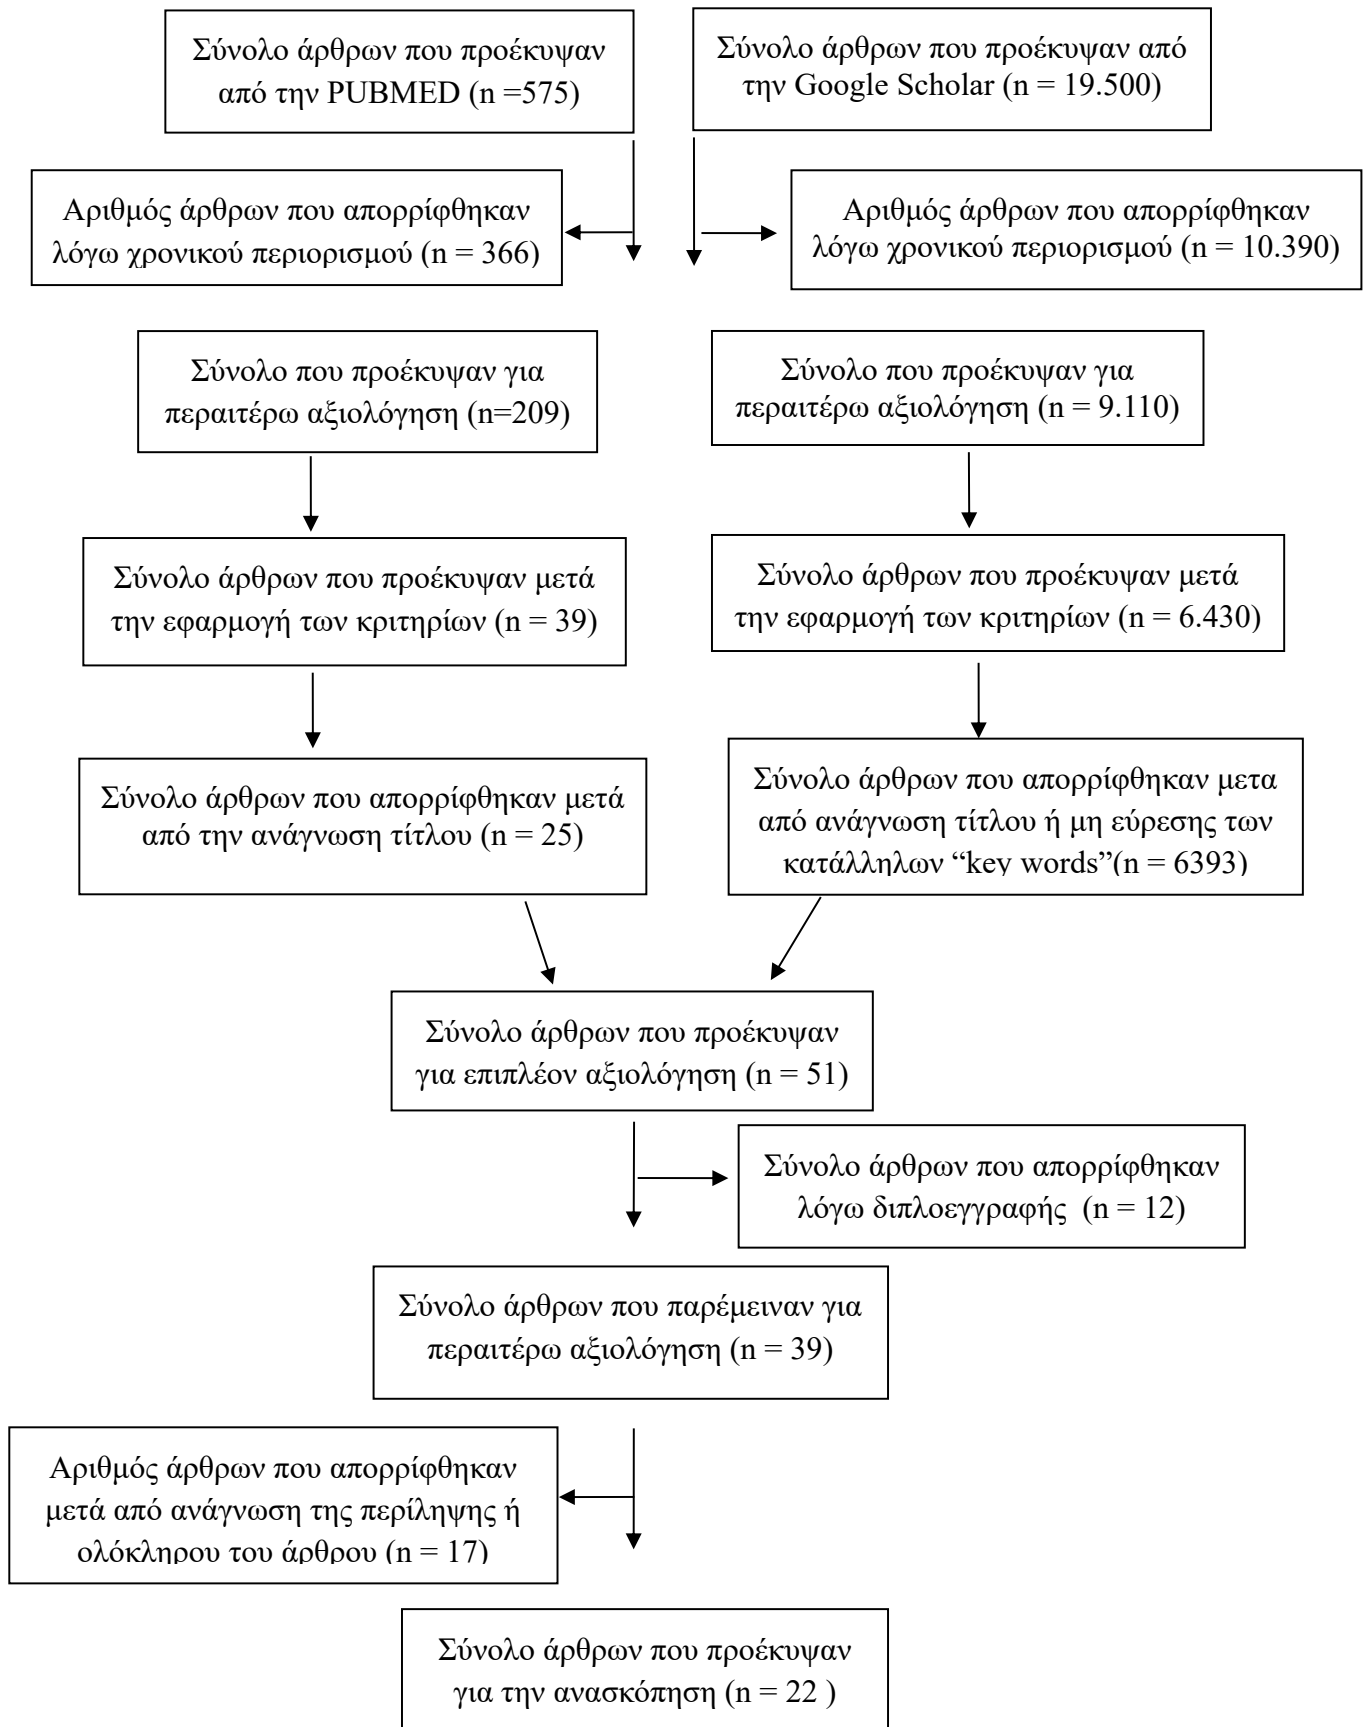 Σύνολο άρθρων που προέκυψαν
από την PUBMED (n =575)
Σύνολο άρθρων που προέκυψαν από
την Google Scholar (n = 19.500)
Αριθμός άρθρων που απορρίφθηκαν
λόγω χρονικού περιορισμού (n = 366)
Αριθμός άρθρων που απορρίφθηκαν
λόγω χρονικού περιορισμού (n = 10.390)
Σύνολο που προέκυψαν για
περαιτέρω αξιολόγηση (n=209)
Σύνολο που προέκυψαν για
περαιτέρω αξιολόγηση (n = 9.110)
Σύνολο άρθρων που προέκυψαν μετά
την εφαρμογή των κριτηρίων (n = 39)
Σύνολο άρθρων που προέκυψαν μετά
την εφαρμογή των κριτηρίων (n = 6.430)
Σύνολο άρθρων που απορρίφθηκαν μετά
από την ανάγνωση τίτλου (n = 25)
Σύνολο άρθρων που απορρίφθηκαν μετα
από ανάγνωση τίτλου ή μη εύρεσης των
κατάλληλων “key words”(n = 6393)
Σύνολο άρθρων που προέκυψαν
για επιπλέον αξιολόγηση (n = 51)
Σύνολο άρθρων που απορρίφθηκαν
λόγω διπλοεγγραφής (n = 12)
Σύνολο άρθρων που παρέμειναν για
περαιτέρω αξιολόγηση (n = 39)
Αριθμός άρθρων που απορρίφθηκαν
μετά από ανάγνωση της περίληψης ή
ολόκληρου του άρθρου (n = 17)
Σύνολο άρθρων που προέκυψαν
για την ανασκόπηση (n = 22 )